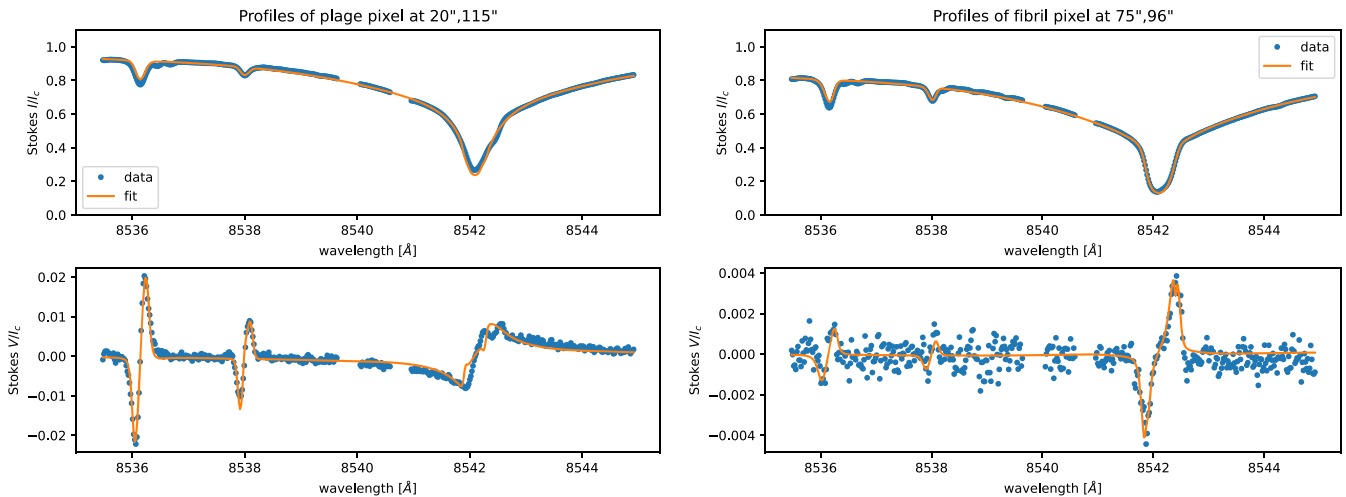 Profiles of plage pixel at 20",115"
1.0
0.8
0.6
0.4
0.2
0.0
Stokes I/Ic
data
fit
8536 8538 8540 8542 8544
wavelength [Å]
0.02
0.01
0.00
−0.01
−0.02
Stokes V/Ic
8536 8538 8540 8542 8544
wavelength [Å]
Profiles of fibril pixel at 75",96"
1.0
0.8
0.6
0.4
0.2
0.0
Stokes I/Ic
data
fit
8536 8538 8540 8542 8544
wavelength [Å]
0.004
0.002
0.000
−0.002
−0.004
Stokes V/Ic
8536 8538 8540 8542 8544
wavelength [Å]